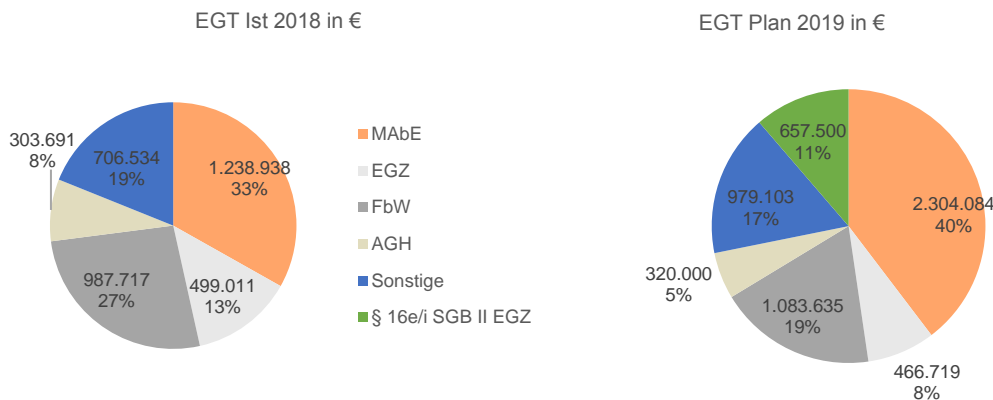 EGT Ist 2018 in €
303.691
8%
706.534
19%
1.238.938
33%
987.717
27%
499.011
13%
MAbE
EGZ
FbW
AGH
Sonstige
§ 16e/i SGB II EGZ
EGT Plan 2019 in €
657.500
11%
979.103
17%
2.304.084
40%
320.000
5%
1.083.635
19%
466.719
8%